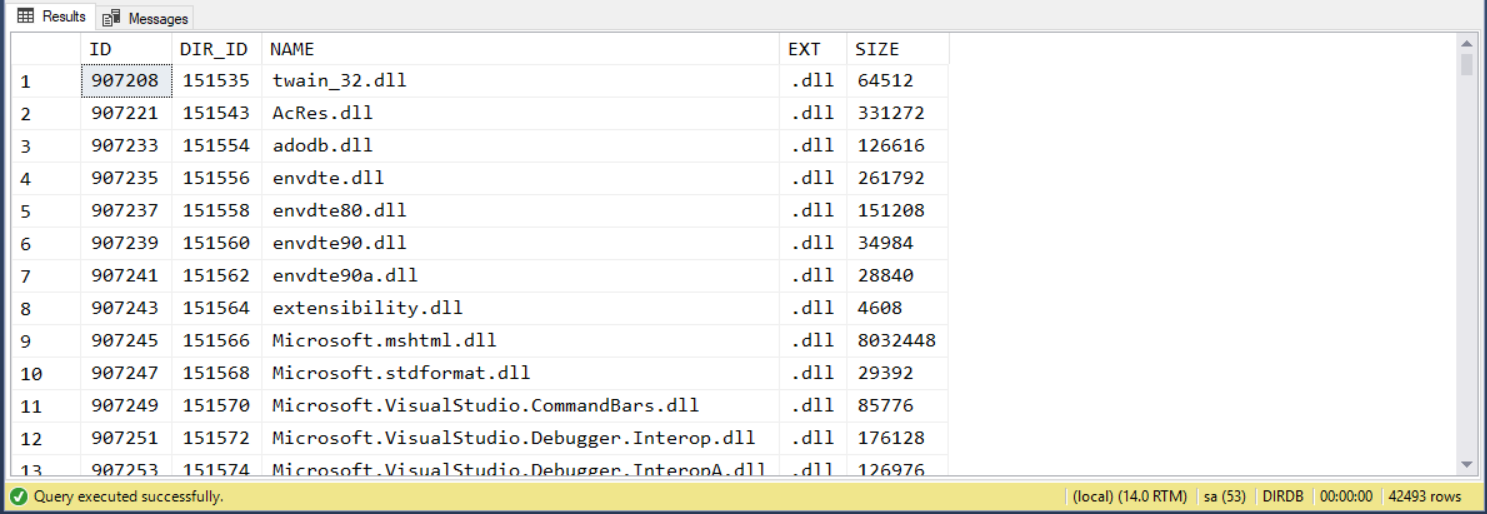 Results Messages
ID DIR_ID NAME EXT SIZE
1 907208 151535 twain_32.dll .dll 64512
2 907221 151543 AcRes.dll .dll 331272
3 907233 151554 adodb.dll .dll 126616
4 907235 151556 envdte.dll .dll 261792
5 907237 151558 envdte80.dll .dll 151208
6 907239 151560 envdte90.dll .dll 34984
7 907241 151562 envdte90a.dll .dll 28840
8 907243 151564 extensibility.dll .dll 4608
9 907245 151566 Microsoft.mshtml.dll .dll 8032448
10 907247 151568 Microsoft.stdformat.dll .dll 29392
11 907249 151570 Microsoft.VisualStudio.CommandBars.dll .dll 85776
12 907251 151572 Microsoft.VisualStudio.Debugger.Interop.dll .dll 176128
13 907253 151574 Microsoft.VisualStudio.Debugger.InteropA.dll .dll 126976
Query executed successfully. (local) (14.0 RTM) sa (53) DIRDB 00:00:00 42493 rows